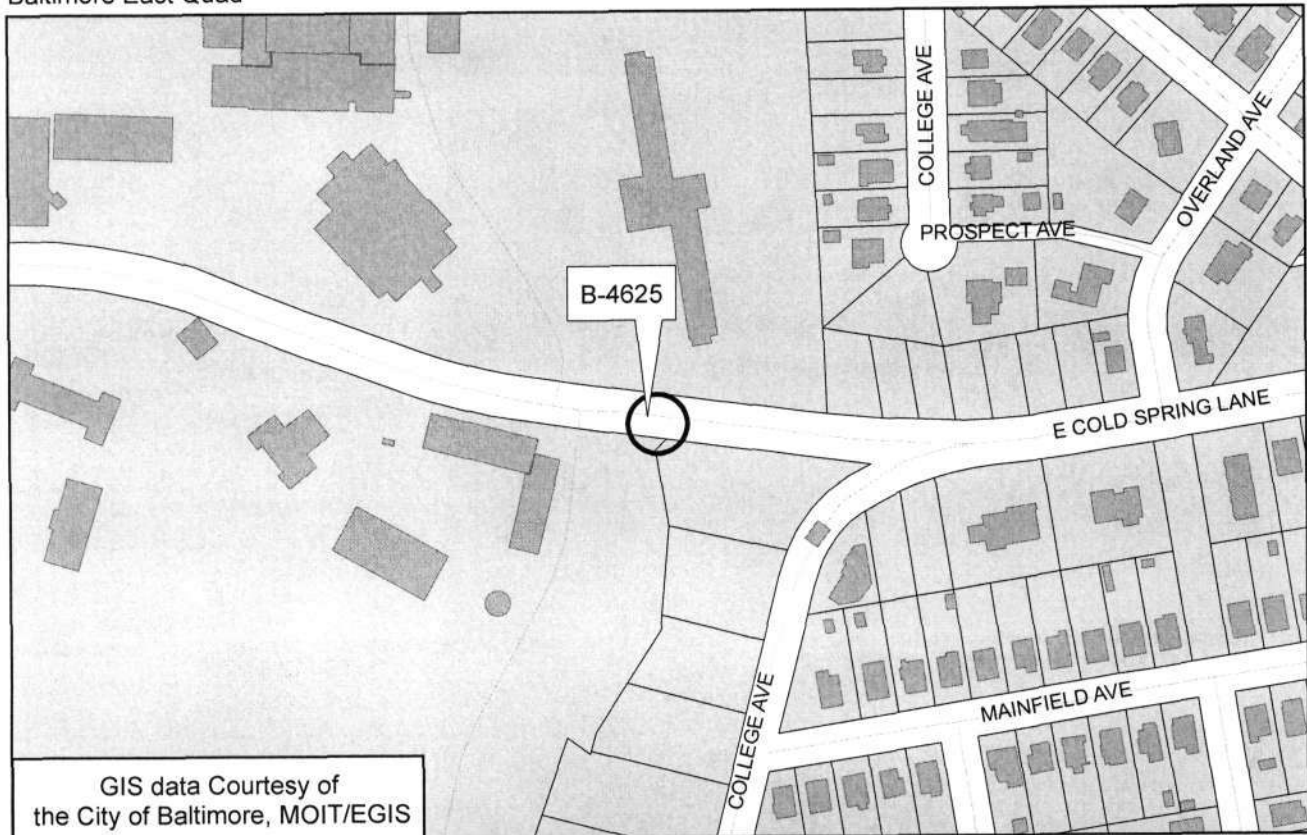 Baltimore East Quad
COLLEGE AVE
OVERLAND AVE
PROSPECT AVE
B-4625
E COLD SPRING LANE
MAINFIELD AVE
COLLEGE AVE
GIS data Courtesy of
the City of Baltimore, MOIT/EGIS